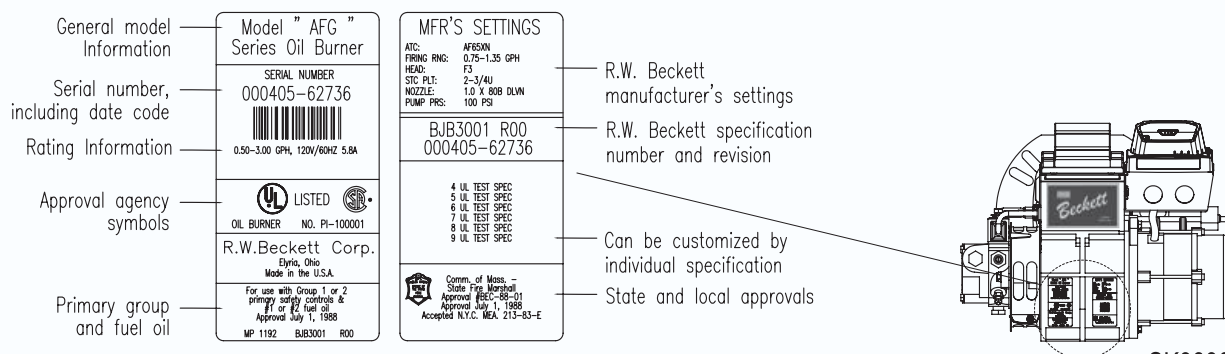 General model
Information
Serial number,
including date code
Rating Information
Approval agency
symbols
Primary group
and fuel oil
Model " AFG "
Series Oil Burner
SERIAL NUMBER
000405-62736
0.50-3.00 GPH, 120V/60HZ 5.8A
UL LISTED SA
OIL BURNER NO. PI-100001
R.W.Beckett Corp.
Elyria, Ohio
Made in the U.S.A.
For use with Group 1 or 2
primary safety controls &
#1 or #2 fuel oil
Approval July 1, 1988
MP 1192 BJB3001 R00
MFR'S SETTINGS
ATC: AF65XN
FIRING RNG: 0.75-1.35 GPH
HEAD: F3
STC PLT: 2-3/4U
NOZZLE: 1.0 X 80B DLVN
PUMP PRS: 100 PSI
BJB3001 R00
000405-62736
4 UL TEST SPEC
5 UL TEST SPEC
6 UL TEST SPEC
7 UL TEST SPEC
8 UL TEST SPEC
9 UL TEST SPEC
Comm. of Mass. -
State Fire Marshall
Approval #BEC-88-01
Approval July 1, 1988
Accepted N.Y.C. MEA. 213-83-E
R.W. Beckett
manufacturer's settings
R.W. Beckett specification
number and revision
Can be customized by
individual specification
State and local approvals
Beckett